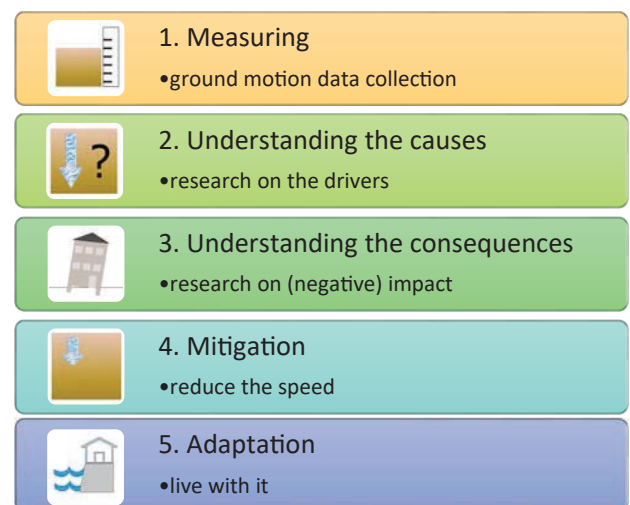 1. Measuring
•ground motion data collection
?
2. Understanding the causes
•research on the drivers
3. Understanding the consequences
•research on (negative) impact
4. Mitigation
•reduce the speed
5. Adaptation
•live with it